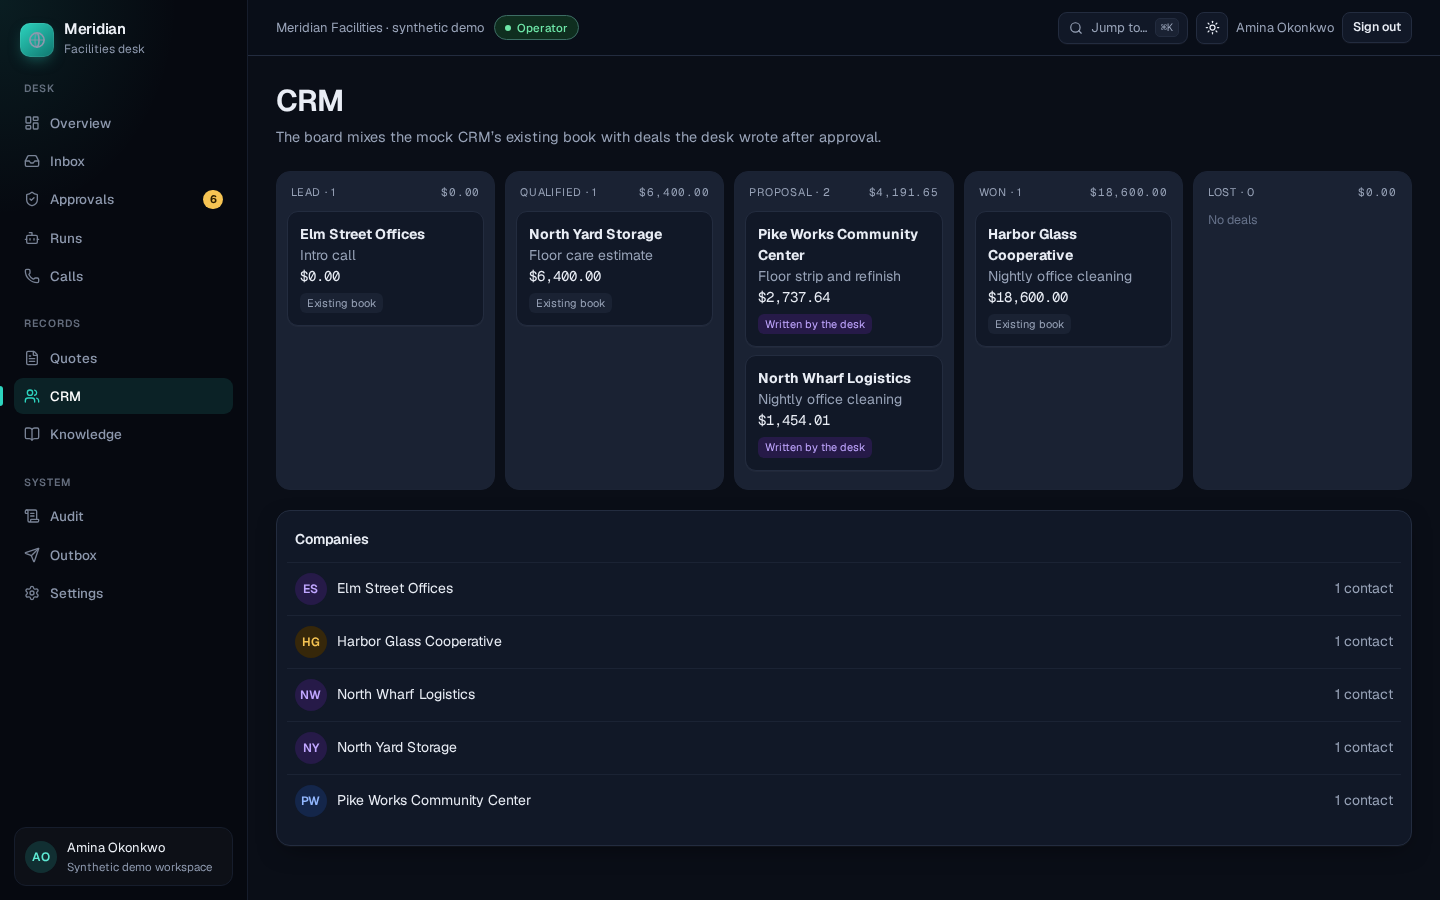 Meridian
Facilities desk
DESK
Overview
Inbox
Approvals 6
Runs
Calls
RECORDS
Quotes
CRM
Knowledge
SYSTEM
Audit
Outbox
Settings
AO
Amina Okonkwo
Synthetic demo workspace
Meridian Facilities · synthetic demo Operator Jump to... ⌘K Amina Okonkwo Sign out
CRM
The board mixes the mock CRM's existing book with deals the desk wrote after approval.
LEAD · 1 $0.00
Elm Street Offices
Intro call
$0.00
Existing book
QUALIFIED · 1 $6,400.00
North Yard Storage
Floor care estimate
$6,400.00
Existing book
PROPOSAL · 2 $4,191.65
Pike Works Community
Center
Floor strip and refinish
$2,737.64
Written by the desk
North Wharf Logistics
Nightly office cleaning
$1,454.01
Written by the desk
WON · 1 $18,600.00
Harbor Glass
Cooperative
Nightly office cleaning
$18,600.00
Existing book
LOST · 0 $0.00
No deals
Companies
ES Elm Street Offices 1 contact
HG Harbor Glass Cooperative 1 contact
NW North Wharf Logistics 1 contact
NY North Yard Storage 1 contact
PW Pike Works Community Center 1 contact